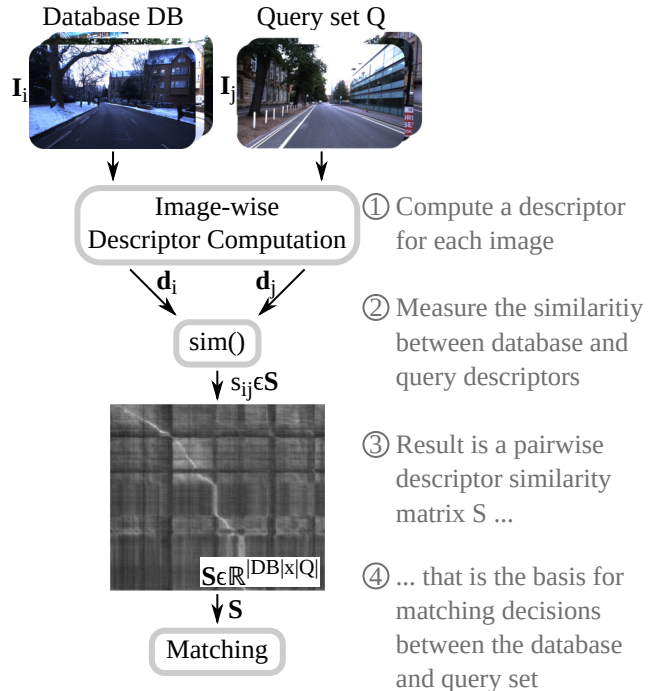 Database DB
Query set Q
I_i
I_j
Image-wise
Descriptor Computation
① Compute a descriptor
for each image
d_i
d_j
② Measure the similaritiy
between database and
query descriptors
sim()
s_ijϵS
③ Result is a pairwise
descriptor similarity
matrix S ...
Sϵℝ^|DB|x|Q|
④ ... that is the basis for
matching decisions
between the database
and query set
S
Matching